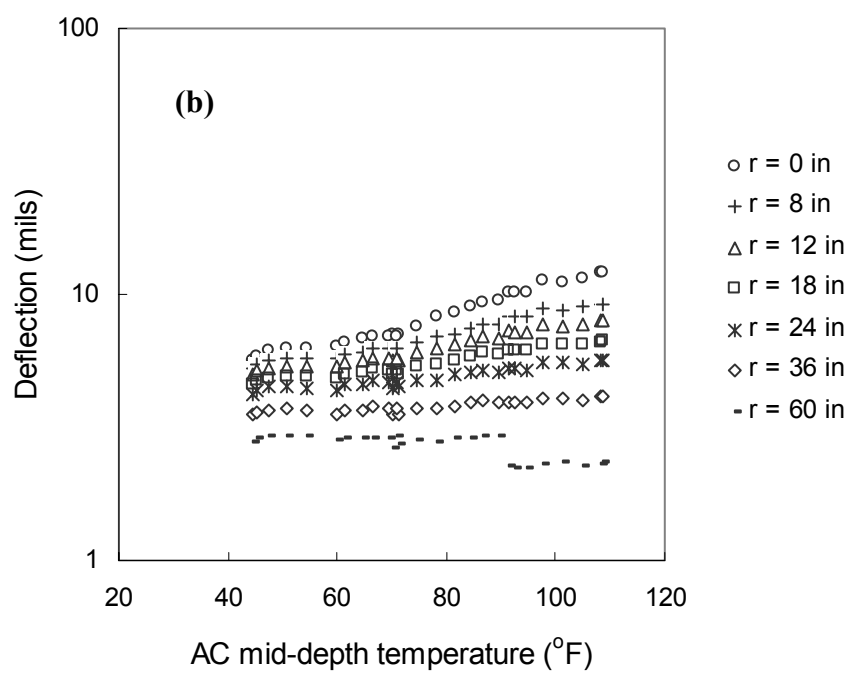 100
(b)
Deflection (mils)
10
1
20 40 60 80 100 120
AC mid-depth temperature (°F)
r = 0 in
r = 8 in
r = 12 in
r = 18 in
r = 24 in
r = 36 in
r = 60 in